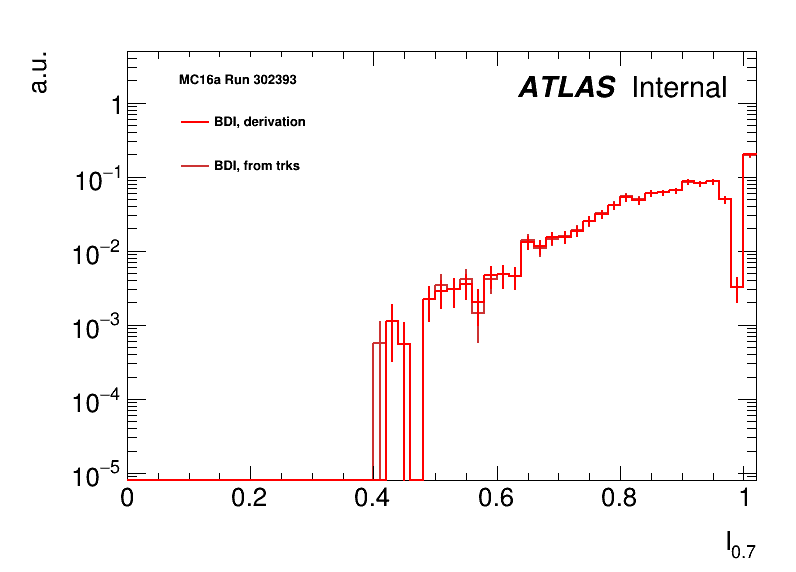 a.u.
MC16a Run 302393
ATLAS Internal
BDI, derivation
BDI, from trks
1
10⁻¹
10⁻²
10⁻³
10⁻⁴
10⁻⁵
0 0.2 0.4 0.6 0.8 1
I₀.₇